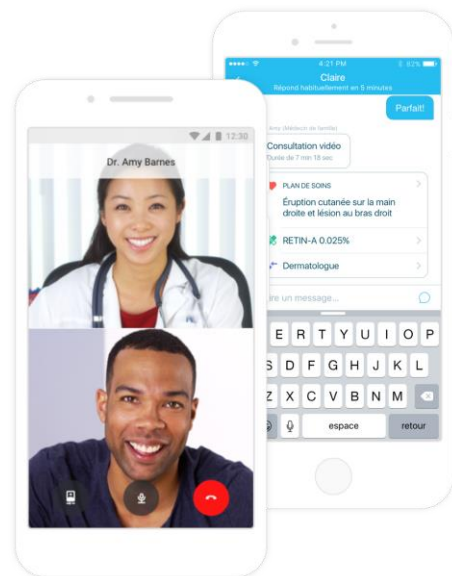 12:30
Dr. Amy Barnes
4:21 PM
82%
Claire
Répond habituellement en 5 minutes
Parfait!
Amy (Médecin de famille)
Consultation vidéo
Durée de 7 min 18 sec
PLAN DE SOINS
Éruption cutanée sur la main
droite et lésion au bras droit
RETIN-A 0.025%
Dermatologue
un message...
E R T Y U I O P
S D F G H J K L
Z X C V B N M
espace
retour